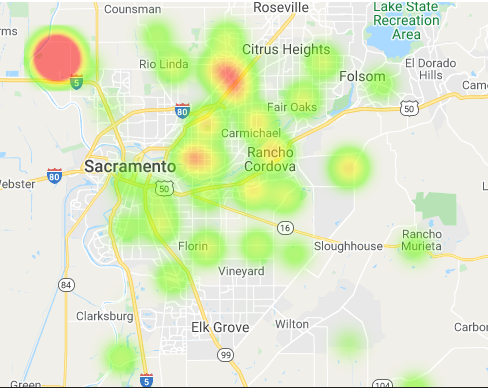 Counsman
Roseville
Lake State
Recreation
Area
rms
Citrus Heights
Rio Linda
El Dorado
Hills
Folsom
5
Came
80
Fair Oaks
50
Carmichael
Sacramento
Rancho
Cordova
Webster
80
50
16
Florin
Sloughhouse
Rancho
Murieta
Vineyard
84
Clarksburg
Elk Grove
Wilton
Carbo
99
Green
5
104